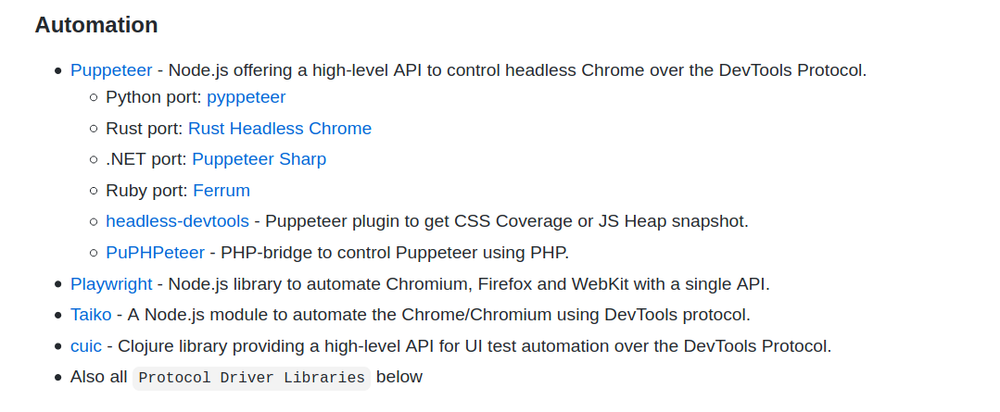 Automation
Puppeteer - Node.js offering a high-level API to control headless Chrome over the DevTools Protocol.
Python port: pyppeteer
Rust port: Rust Headless Chrome
.NET port: Puppeteer Sharp
Ruby port: Ferrum
headless-devtools - Puppeteer plugin to get CSS Coverage or JS Heap snapshot.
PuPHPeteer - PHP-bridge to control Puppeteer using PHP.
Playwright - Node.js library to automate Chromium, Firefox and WebKit with a single API.
Taiko - A Node.js module to automate the Chrome/Chromium using DevTools protocol.
cuic - Clojure library providing a high-level API for UI test automation over the DevTools Protocol.
Also all Protocol Driver Libraries below